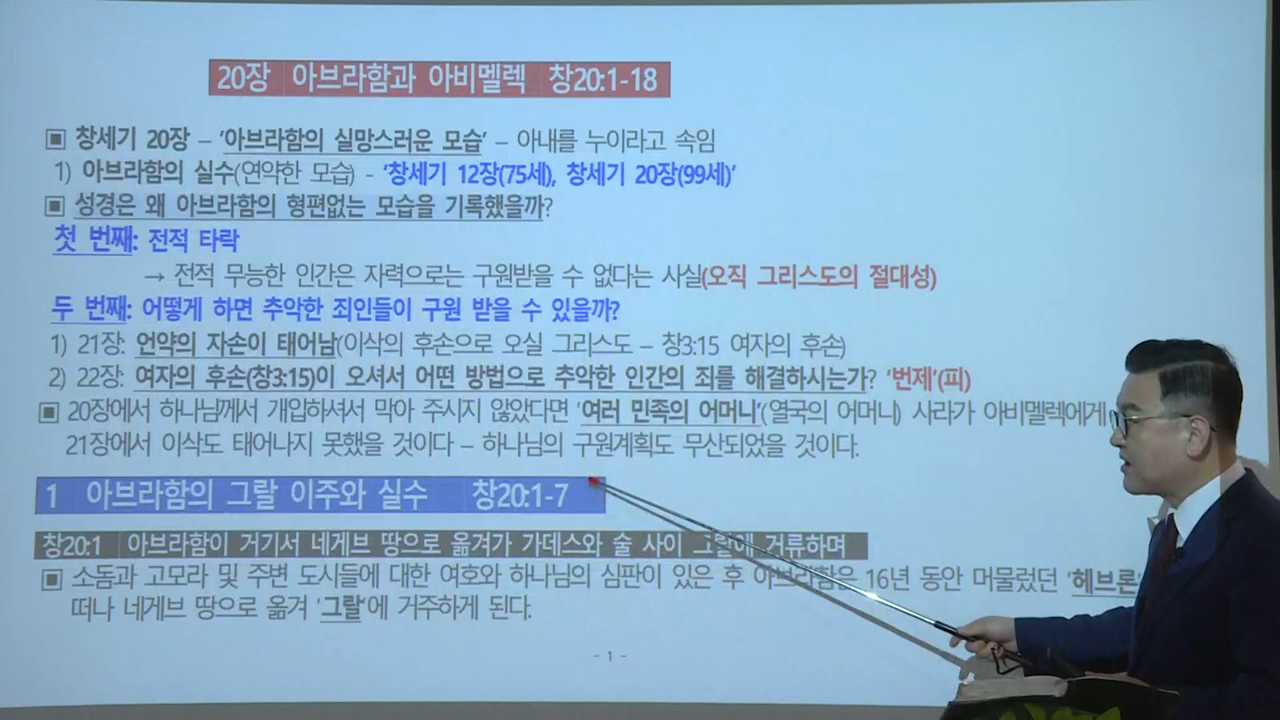 20장 아브라함과 아비멜렉 창20:1-18
▣ 창세기 20장 – '아브라함의 실망스러운 모습' – 아내를 누이라고 속임
1) 아브라함의 실수(연약한 모습) - '창세기 12장(75세), 창세기 20장(99세)'
▣ 성경은 왜 아브라함의 형편없는 모습을 기록했을까?
첫 번째: 전적 타락
→ 전적 무능한 인간은 자력으로는 구원받을 수 없다는 사실(오직 그리스도의 절대성)
두 번째: 어떻게 하면 추악한 죄인들이 구원 받을 수 있을까?
1) 21장: 언약의 자손이 태어남(이삭의 후손으로 오실 그리스도 – 창3:15 여자의 후손)
2) 22장: 여자의 후손(창3:15)이 오셔서 어떤 방법으로 추악한 인간의 죄를 해결하시는가? '번제'(피)
▣ 20장에서 하나님께서 개입하셔서 막아 주시지 않았다면 '여러 민족의 어머니'(열국의 어머니) 사라가 아비멜렉에게
21장에서 이삭도 태어나지 못했을 것이다 – 하나님의 구원계획도 무산되었을 것이다.
1 아브라함의 그랄 이주와 실수 창20:1-7
창20:1 아브라함이 거기서 네게브 땅으로 옮겨가 가데스와 술 사이 그랄에 거류하며
▣ 소돔과 고모라 및 주변 도시들에 대한 여호와 하나님의 심판이 있은 후 아브라함은 16년 동안 머물렀던 '헤브론'
떠나 네게브 땅으로 옮겨 '그랄'에 거주하게 된다.
- 1 -